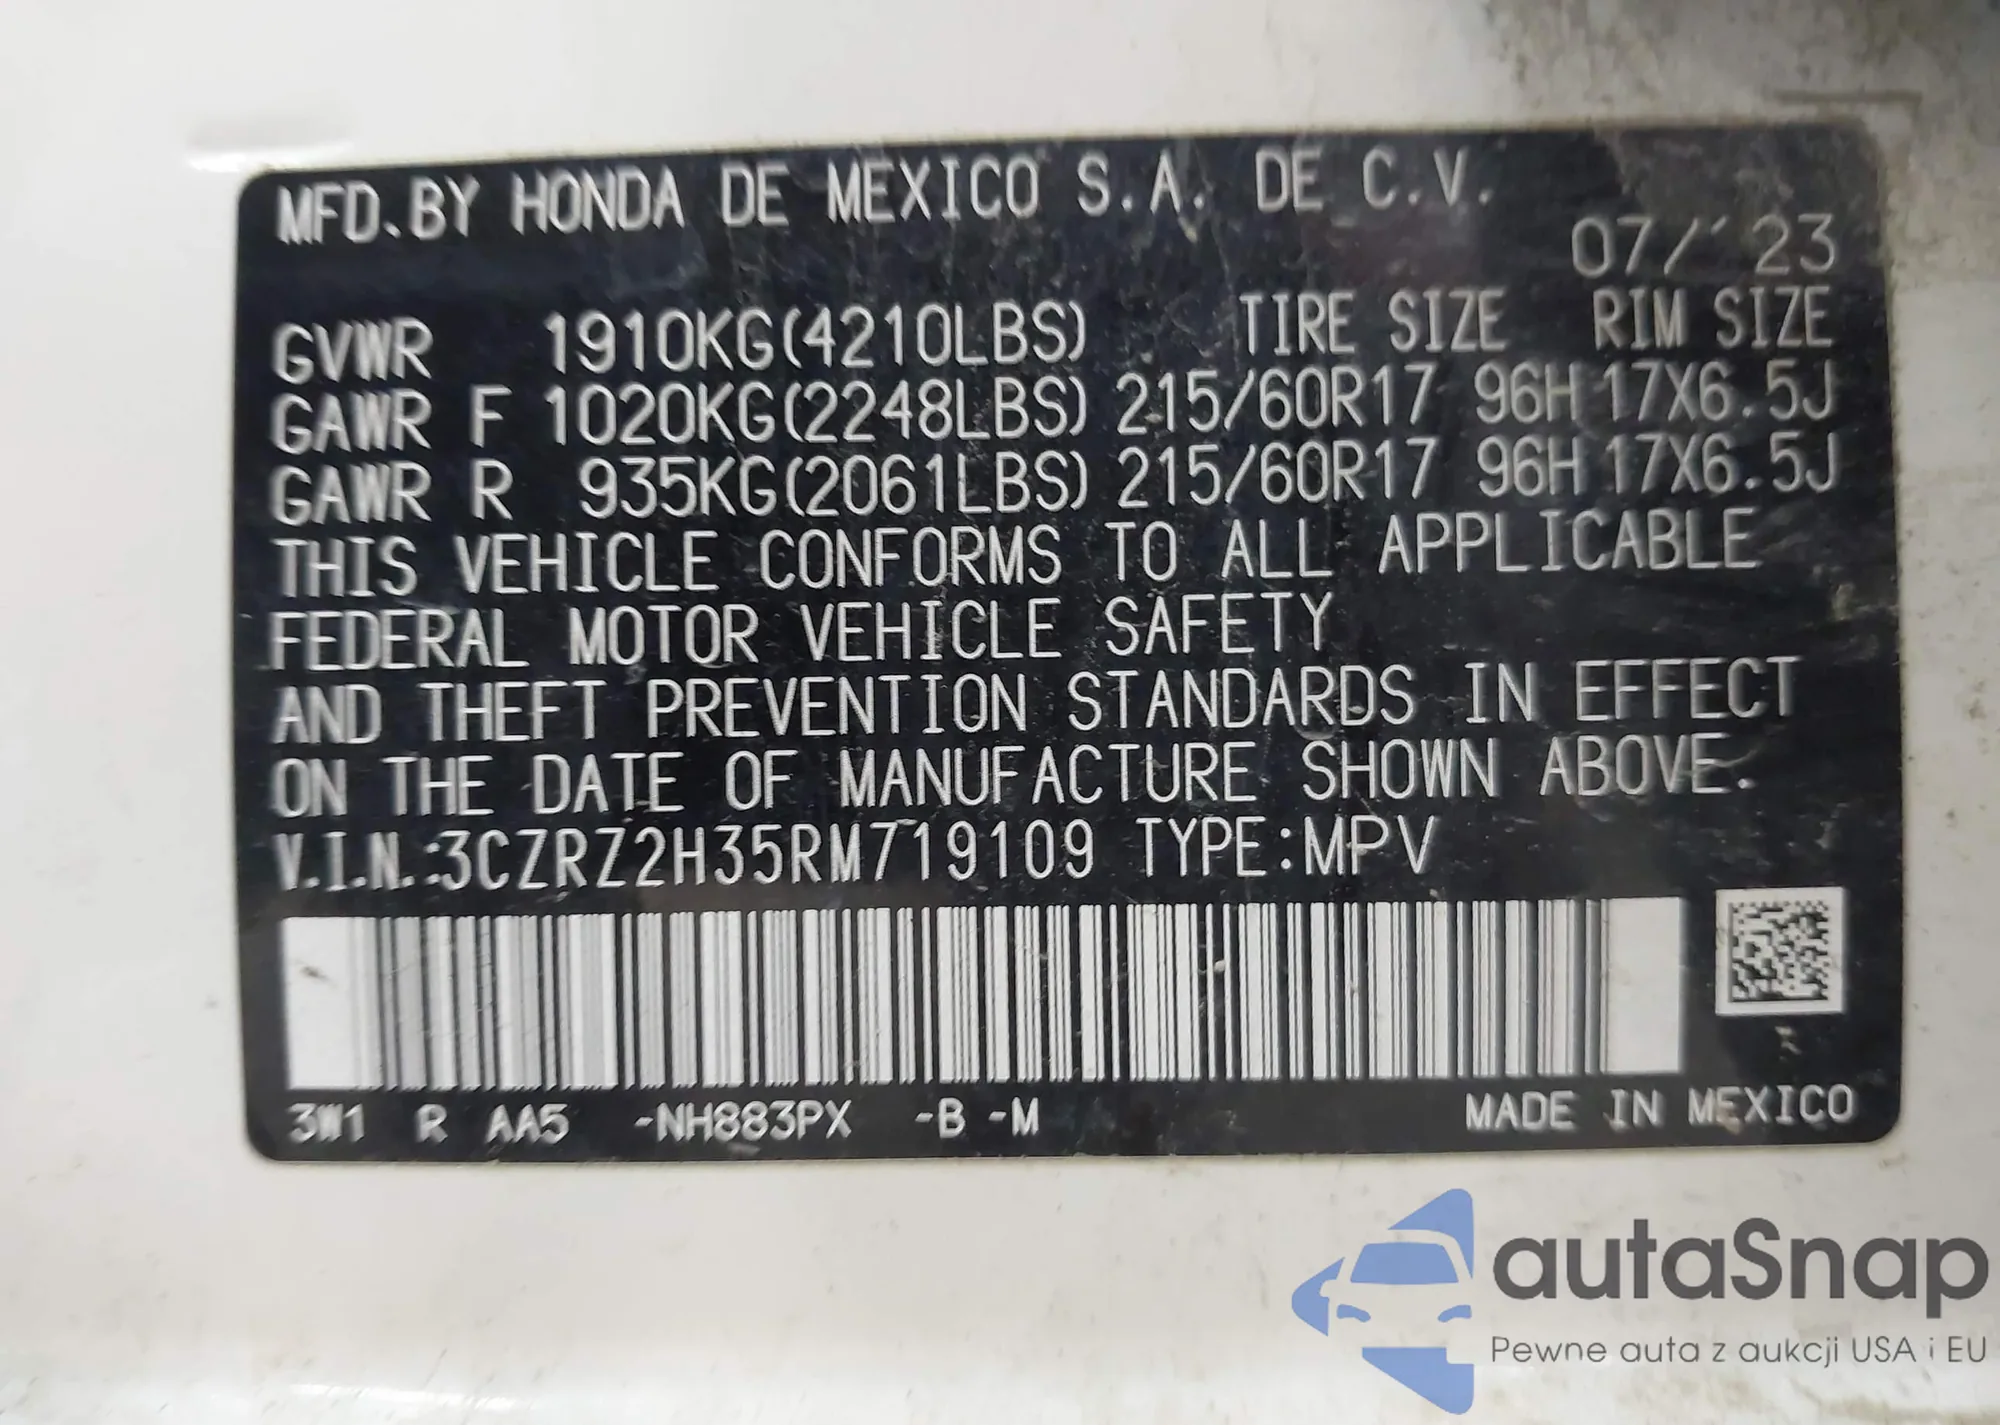 MFD.BY HONDA DE MEXICO S.A. DE C.V.
07/'23
GVWR 1910KG(4210LBS) TIRE SIZE RIM SIZE
GAWR F 1020KG(2248LBS) 215/60R17 96H 17X6.5J
GAWR R 935KG(2061LBS) 215/60R17 96H 17X6.5J
THIS VEHICLE CONFORMS TO ALL APPLICABLE
FEDERAL MOTOR VEHICLE SAFETY
AND THEFT PREVENTION STANDARDS IN EFFECT
ON THE DATE OF MANUFACTURE SHOWN ABOVE.
V.I.N.:3CZRZ2H35RM719109 TYPE:MPV
3W1 R AA5 -NH883PX -B -M MADE IN MEXICO
autaSnap
Pewne auta z aukcji USA i EU